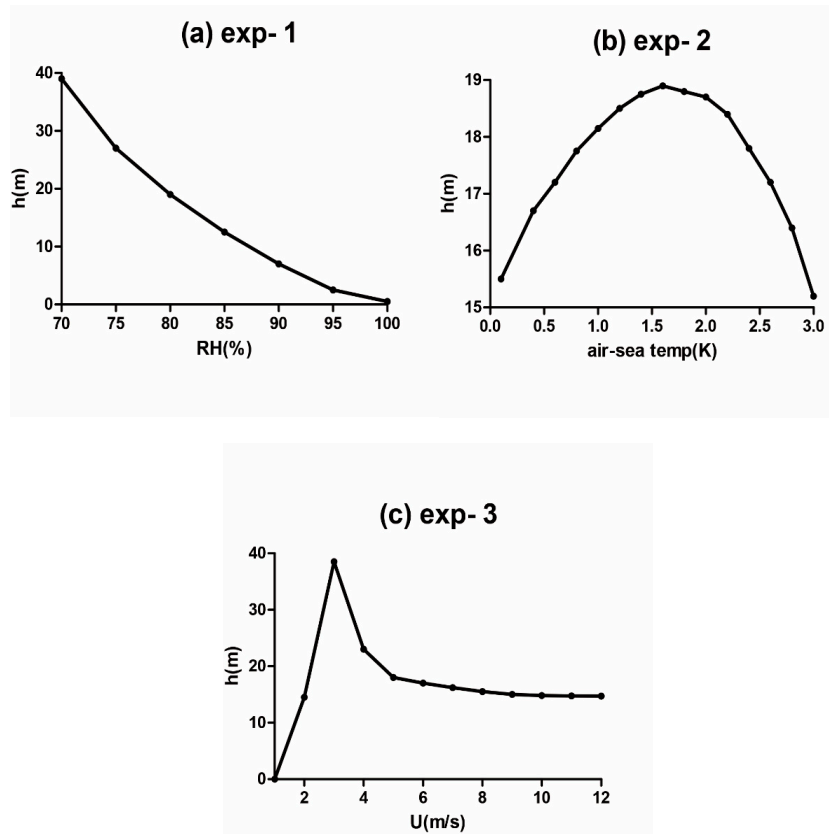 (a) exp- 1
h(m)
40
30
20
10
0
70 75 80 85 90 95 100
RH(%)
(b) exp- 2
h(m)
19
18
17
16
15
0.0 0.5 1.0 1.5 2.0 2.5 3.0
air-sea temp(K)
(c) exp- 3
h(m)
40
30
20
10
0
2 4 6 8 10 12
U(m/s)